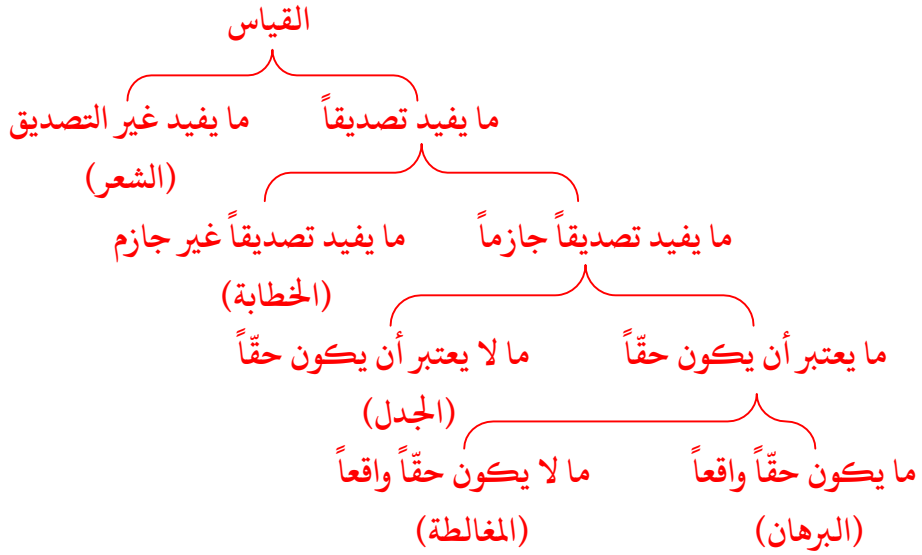 القياس
ما يفيد تصديقاً ما يفيد غير التصديق
(الشعر)
ما يفيد تصديقاً جازماً ما يفيد تصديقاً غير جازم
(الخطابة)
ما يعتبر أن يكون حقّاً ما لا يعتبر أن يكون حقّاً
(الجدل)
ما يكون حقّاً واقعاً ما لا يكون حقّاً واقعاً
(البرهان) (المغالطة)